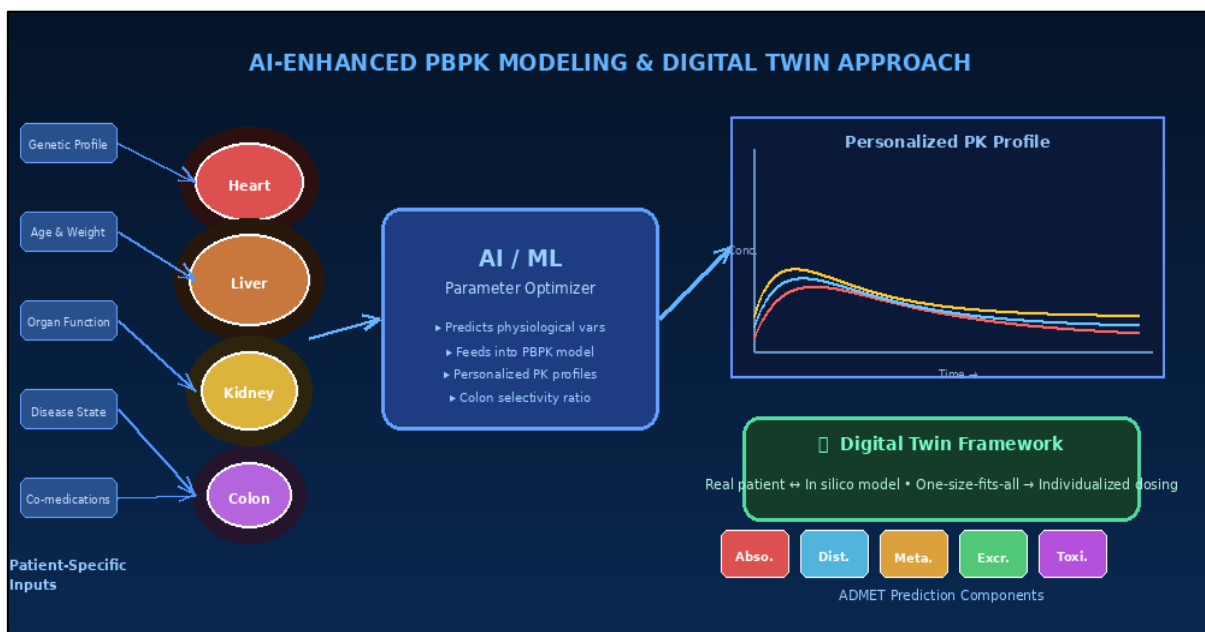 AI-ENHANCED PBPK MODELING & DIGITAL TWIN APPROACH
Genetic Profile
Age & Weight
Organ Function
Disease State
Co-medications
Patient-Specific
Inputs
Heart
Liver
Kidney
Colon
AI / ML
Parameter Optimizer
▸ Predicts physiological vars
▸ Feeds into PBPK model
▸ Personalized PK profiles
▸ Colon selectivity ratio
Personalized PK Profile
Conc.
Time →
Digital Twin Framework
Real patient ↔ In silico model • One-size-fits-all → Individualized dosing
Abso.
Dist.
Meta.
Excr.
Toxi.
ADMET Prediction Components